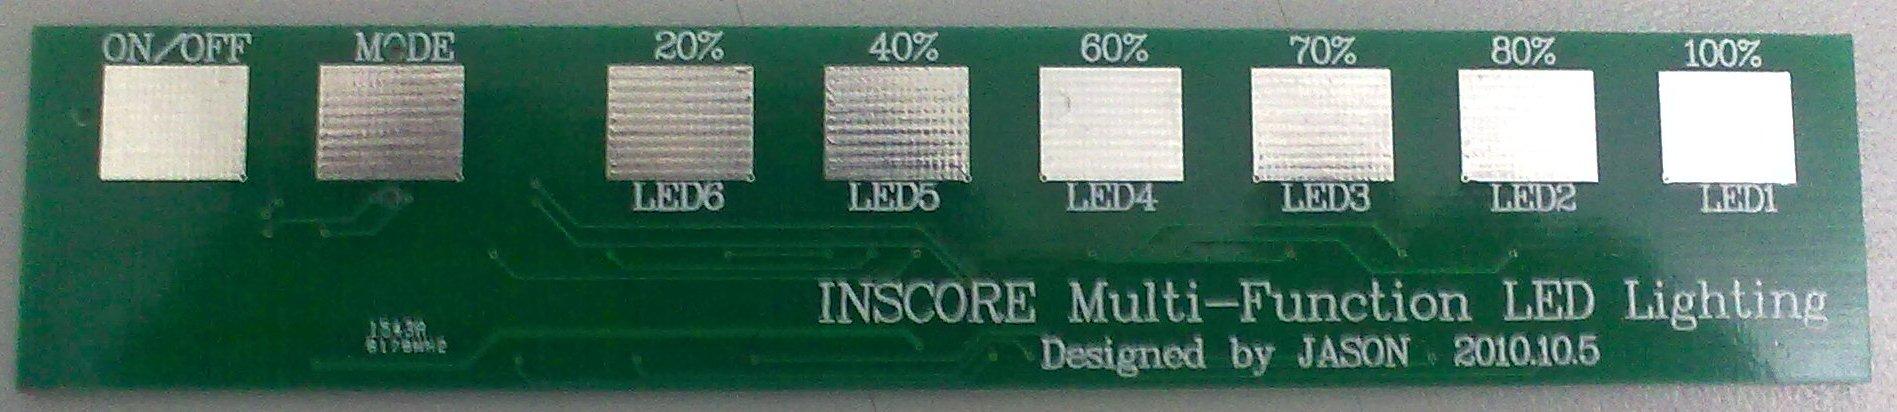 ON/OFF MODE 20% 40% 60% 70% 80% 100%
LED6 LED5 LED4 LED3 LED2 LED1
INSCORE Multi-Function LED Lighting
Designed by JASON 2010.10.5